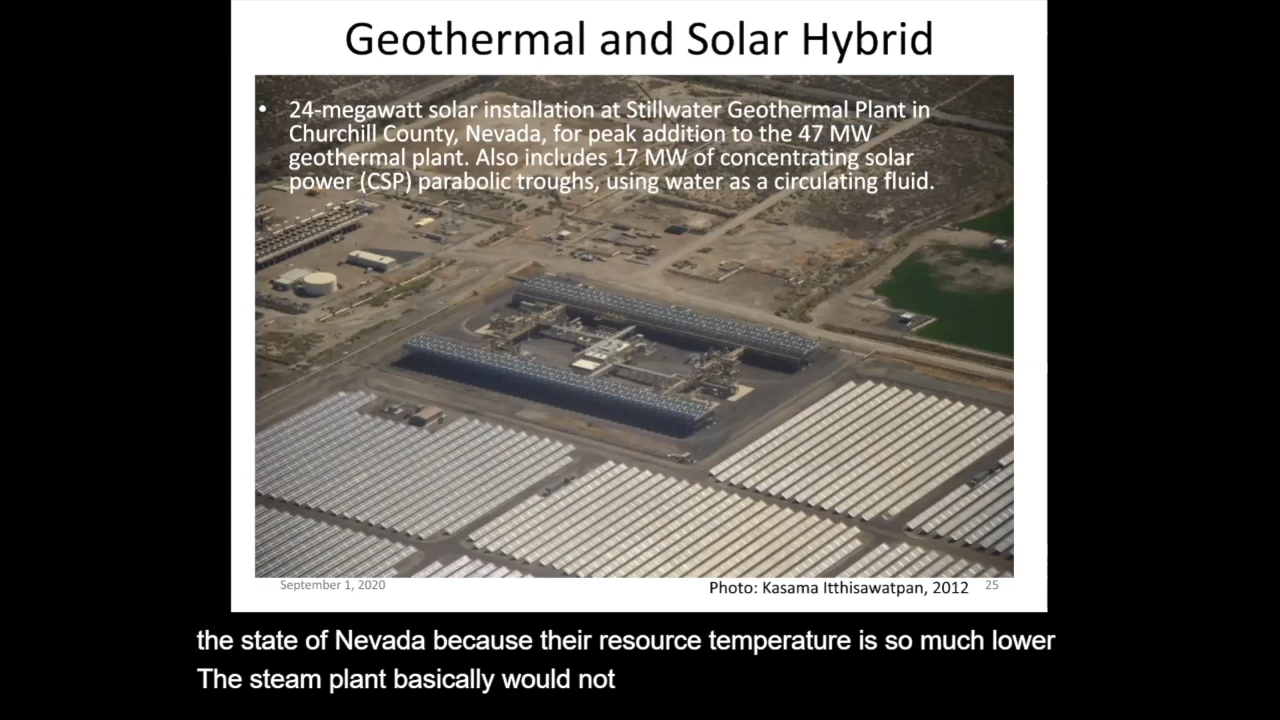 Geothermal and Solar Hybrid
• 24-megawatt solar installation at Stillwater Geothermal Plant in
Churchill County, Nevada, for peak addition to the 47 MW
geothermal plant. Also includes 17 MW of concentrating solar
power (CSP) parabolic troughs, using water as a circulating fluid.
September 1, 2020
Photo: Kasama Itthisawatpan, 2012
25
the state of Nevada because their resource temperature is so much lower
The steam plant basically would not